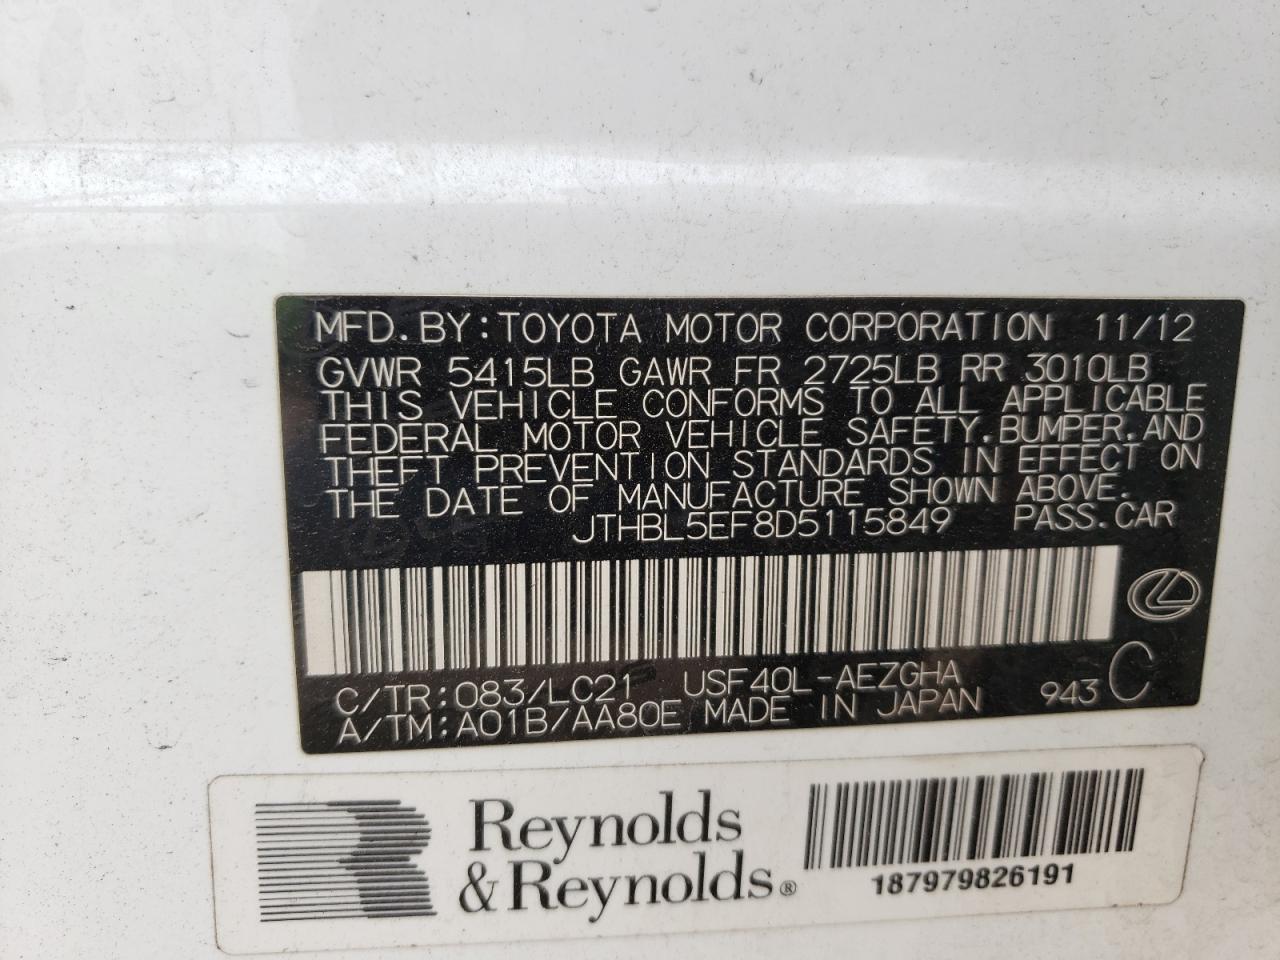 MFD.BY:TOYOTA MOTOR CORPORATION 11/12
GVWR 5415LB GAWR FR 2725LB RR 3010LB
THIS VEHICLE CONFORMS TO ALL APPLICABLE
FEDERAL MOTOR VEHICLE SAFETY.BUMPER.AND
THEFT PREVENTION STANDARDS IN EFFECT ON
THE DATE OF MANUFACTURE SHOWN ABOVE.
JTHBL5EF8D5115849 PASS.CAR
C/TR:083/LC21 USF40L-AEZGHA
A/TM:A01B/AA80E MADE IN JAPAN 943 C
Reynolds
&Reynolds®
187979826191